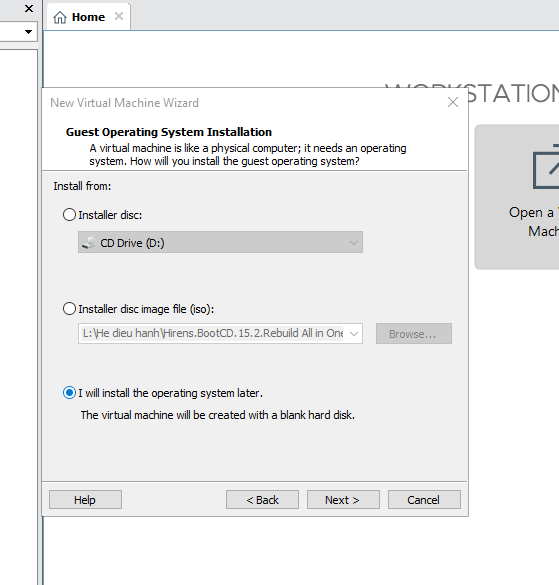 Home
WORKSTATION
New Virtual Machine Wizard
Guest Operating System Installation
A virtual machine is like a physical computer; it needs an operating
system. How will you install the guest operating system?
Install from:
Installer disc:
CD Drive (D:)
Open a
Mach
Installer disc image file (iso):
L:\He dieu hanh\Hirens.BootCD.15.2.Rebuild All in One
Browse...
I will install the operating system later.
The virtual machine will be created with a blank hard disk.
Help
< Back
Next >
Cancel